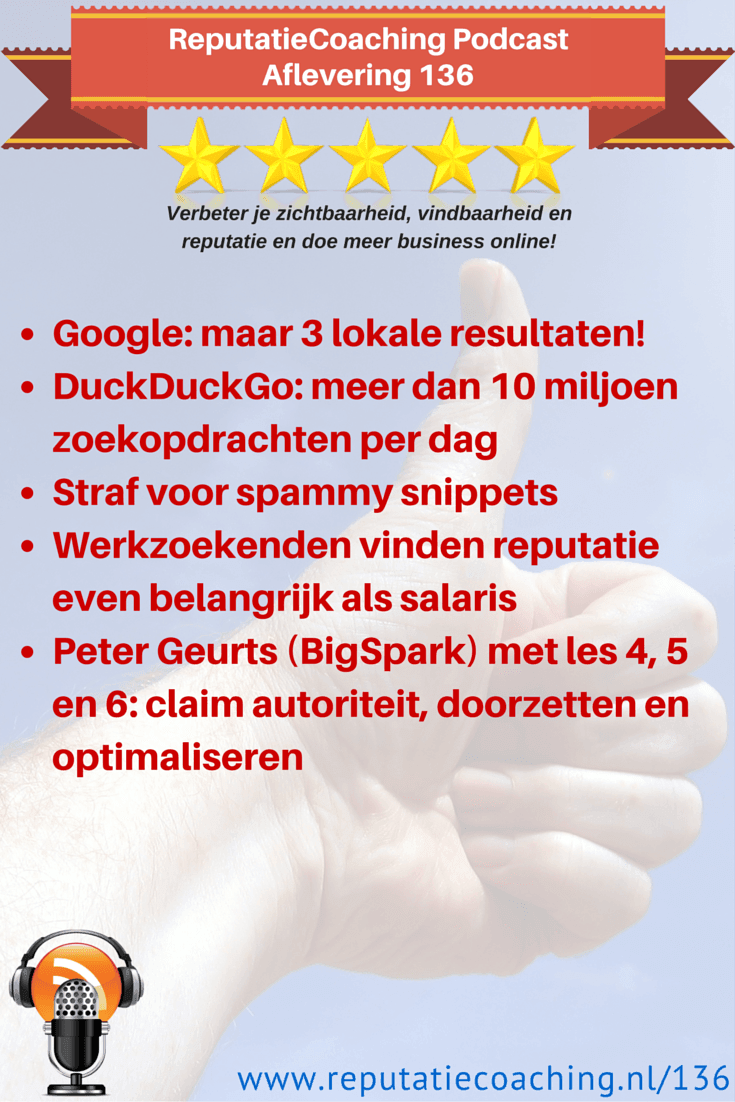 ReputatieCoaching Podcast
Aflevering 136
Verbeter je zichtbaarheid, vindbaarheid en
reputatie en doe meer business online!
• Google: maar 3 lokale resultaten!
• DuckDuckGo: meer dan 10 miljoen
zoekopdrachten per dag
• Straf voor spammy snippets
• Werkzoekenden vinden reputatie
even belangrijk als salaris
• Peter Geurts (BigSpark) met les 4, 5
en 6: claim autoriteit, doorzetten en
optimaliseren
www.reputatiecoaching.nl/136